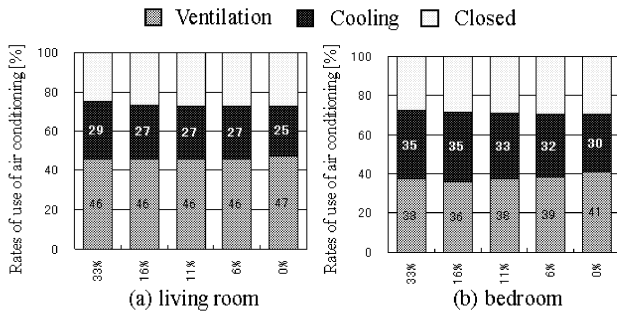 Ventilation Cooling Closed
Rates of use of air conditioning [%]
100
80
60
40
20
0
29 27 27 27 25
46 46 46 46 47
33% 16% 11% 6% 0%
(a) living room
Rates of use of air conditioning [%]
100
80
60
40
20
0
35 35 33 32 30
38 36 38 39 41
33% 16% 11% 6% 0%
(b) bedroom